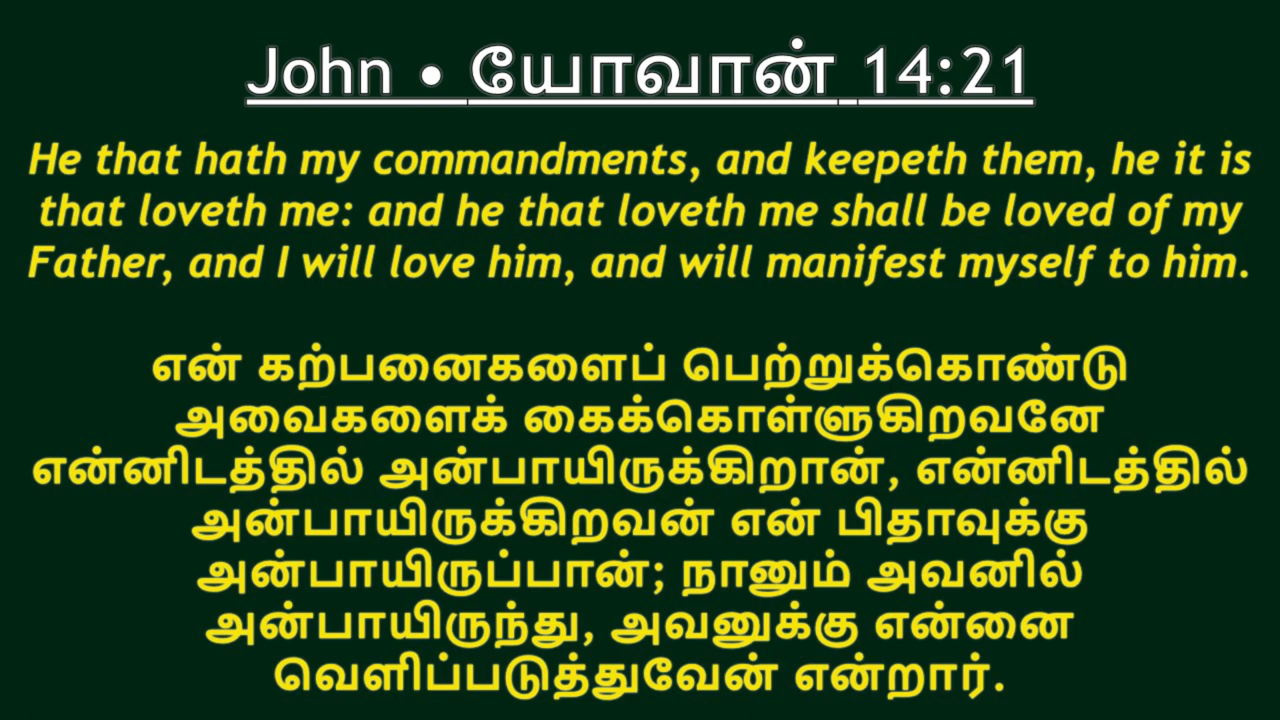 John • யோவான் 14:21
He that hath my commandments, and keepeth them, he it is
that loveth me: and he that loveth me shall be loved of my
Father, and I will love him, and will manifest myself to him.
என் கற்பனைகளைப் பெற்றுக்கொண்டு
அவைகளைக் கைக்கொள்ளுகிறவனே
என்னிடத்தில் அன்பாயிருக்கிறான், என்னிடத்தில்
அன்பாயிருக்கிறவன் என் பிதாவுக்கு
அன்பாயிருப்பான்; நானும் அவனில்
அன்பாயிருந்து, அவனுக்கு என்னை
வெளிப்படுத்துவேன் என்றார்.